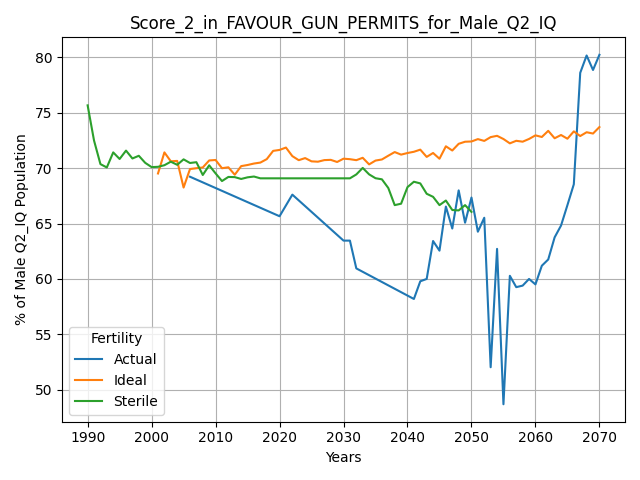 Score_2_in_FAVOUR_GUN_PERMITS_for_Male_Q2_IQ
% of Male Q2_IQ Population
80
75
70
65
60
55
50
Fertility
Actual
Ideal
Sterile
1990 2000 2010 2020 2030 2040 2050 2060 2070
Years